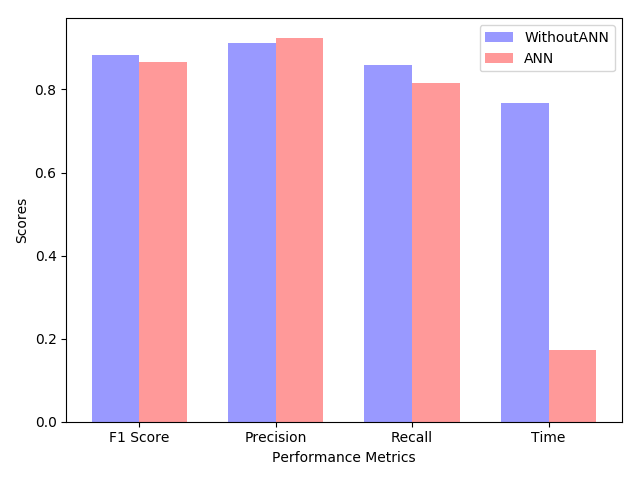 WithoutANN
ANN
0.8
0.6
0.4
0.2
0.0
Scores
F1 Score
Precision
Recall
Time
Performance Metrics